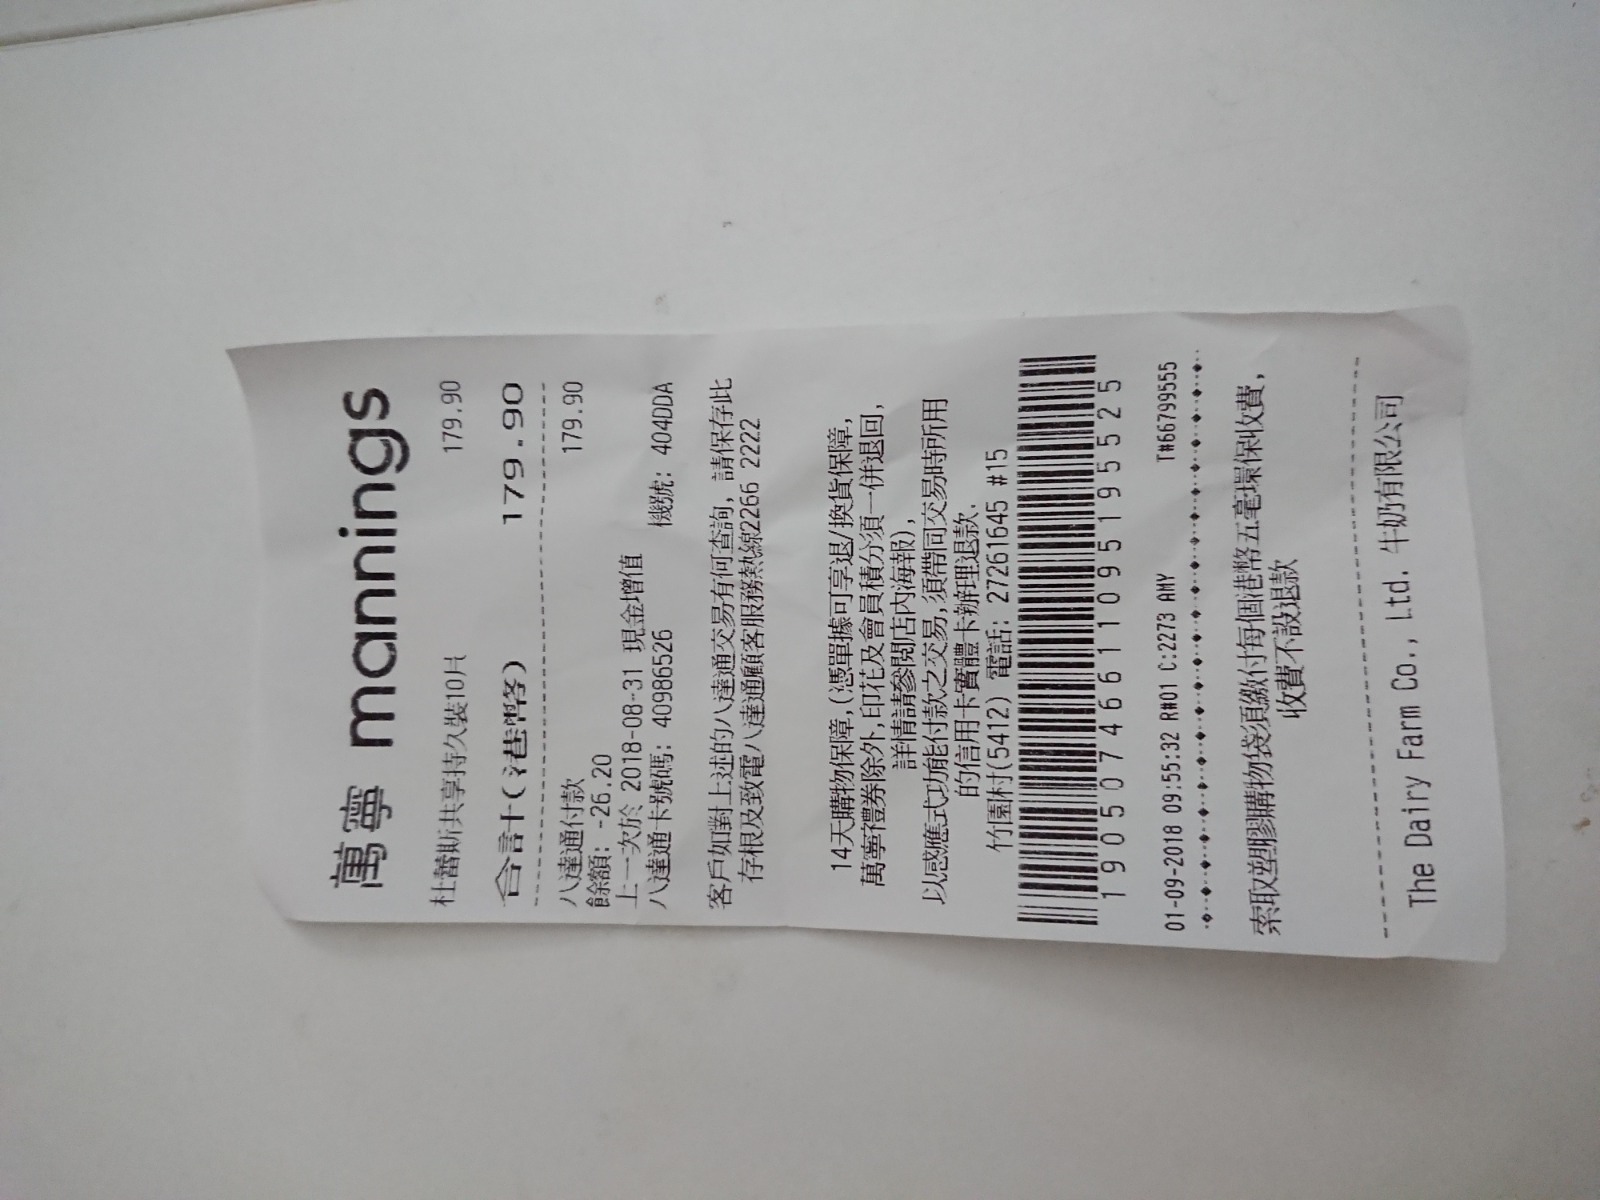 萬寧 mannings
杜蕾斯共享持久裝10片 179.90
合計(港幣) 179.90
八達通付款 179.90
餘額: -26.20
上一次於 2018-08-31 現金增值
八達通卡號碼: 40986526 機號: 404DDA
客戶如對上述的八達通交易有何查詢, 請保存此
存根及致電八達通顧客服務熱線2266 2222
14天購物保障,(憑單據可享退/換貨保障,
萬寧禮券除外,印花及會員積分須一併退回,
詳情請參閱店內海報),
以感應式功能付款之交易,須帶同交易時所用
的信用卡實體卡辦理退款.
竹園村(5412) 電話: 27261645 #15
19050746611095195525
01-09-2018 09:55:32 R#01 C:2273 AMY T#66799555
索取塑膠購物袋須繳付每個港幣五毫環保收費,
收費不設退款
The Dairy Farm Co., Ltd. 牛奶有限公司